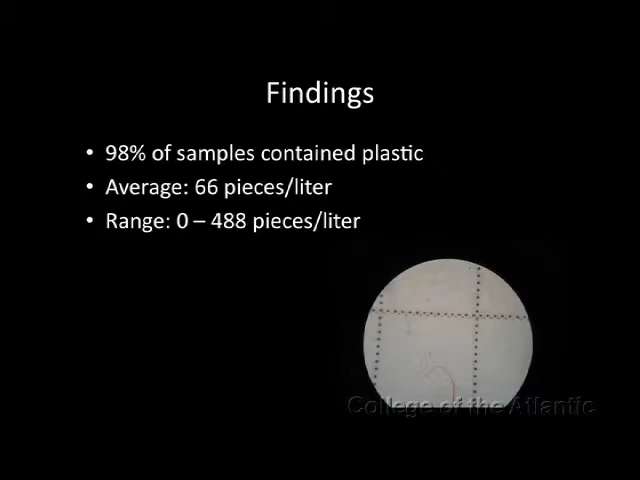 Findings
• 98% of samples contained plastic
• Average: 66 pieces/liter
• Range: 0 – 488 pieces/liter
College of the Atlantic